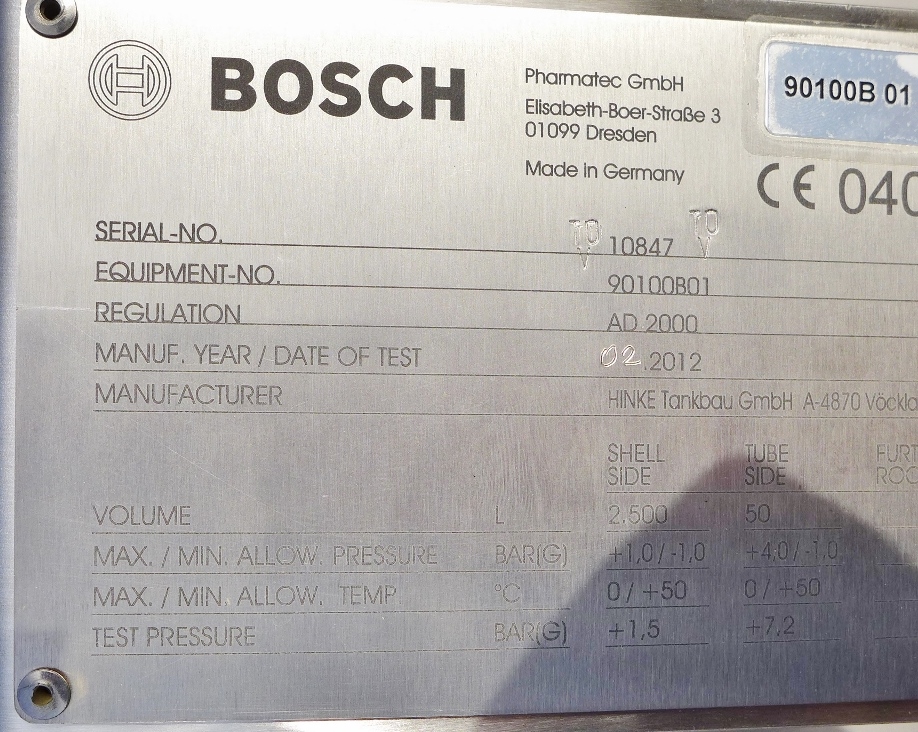 BOSCH
Pharmatec GmbH
Elisabeth-Boer-Straße 3
01099 Dresden
Made in Germany
90100B 01
CE 040
SERIAL-NO. 10847
EQUIPMENT-NO. 90100B01
REGULATION AD 2000
MANUF. YEAR / DATE OF TEST 02.2012
MANUFACTURER HINKE Tankbau GmbH A-4870 Vöckla
SHELL SIDE
TUBE SIDE
FURT
ROC
VOLUME L 2.500 50
MAX. / MIN. ALLOW. PRESSURE BAR(G) +1,0 / -1,0 +4,0 / -1,0
MAX. / MIN. ALLOW. TEMP. °C 0 / +50 0 / +50
TEST PRESSURE BAR(G) +1,5 +7,2